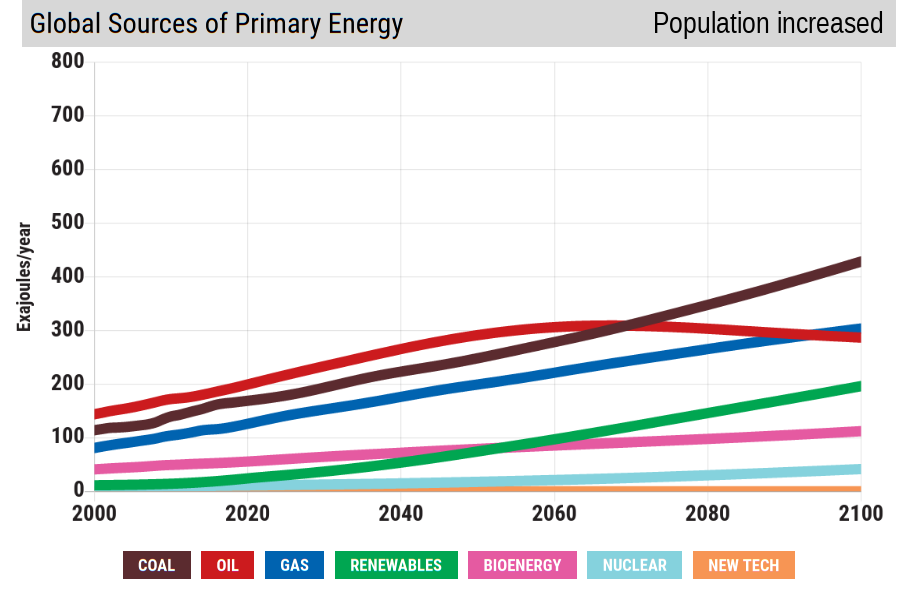 Global Sources of Primary Energy
Population increased
800
700
600
500
400
300
200
100
0
Exajoules/year
2000 2020 2040 2060 2080 2100
COAL OIL GAS RENEWABLES BIOENERGY NUCLEAR NEW TECH